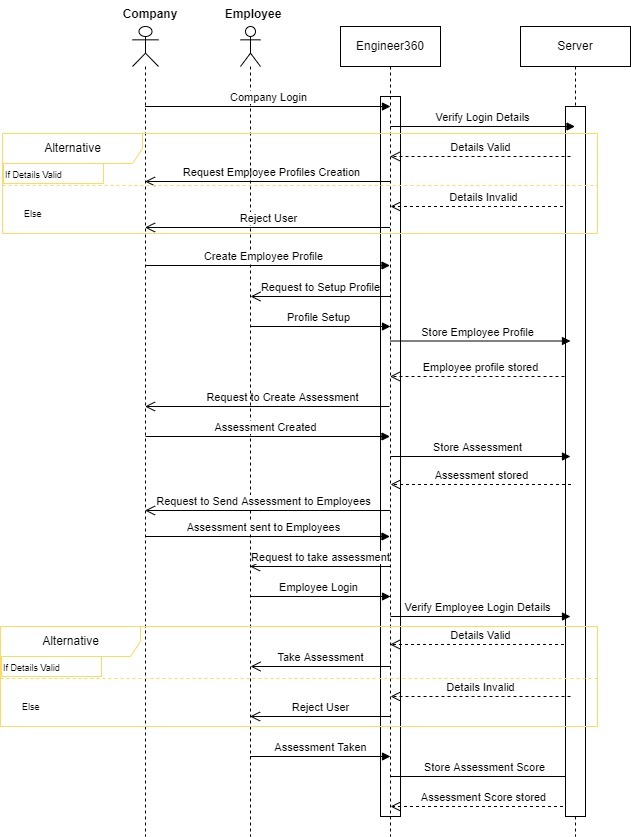 Company
Employee
Engineer360
Server
Company Login
Verify Login Details
Alternative
Details Valid
If Details Valid
Request Employee Profiles Creation
Details Invalid
Else
Reject User
Create Employee Profile
Request to Setup Profile
Profile Setup
Store Employee Profile
Employee profile stored
Request to Create Assessment
Assessment Created
Store Assessment
Assessment stored
Request to Send Assessment to Employees
Assessment sent to Employees
Request to take assessment
Employee Login
Verify Employee Login Details
Alternative
Details Valid
If Details Valid
Take Assessment
Details Invalid
Else
Reject User
Assessment Taken
Store Assessment Score
Assessment Score stored